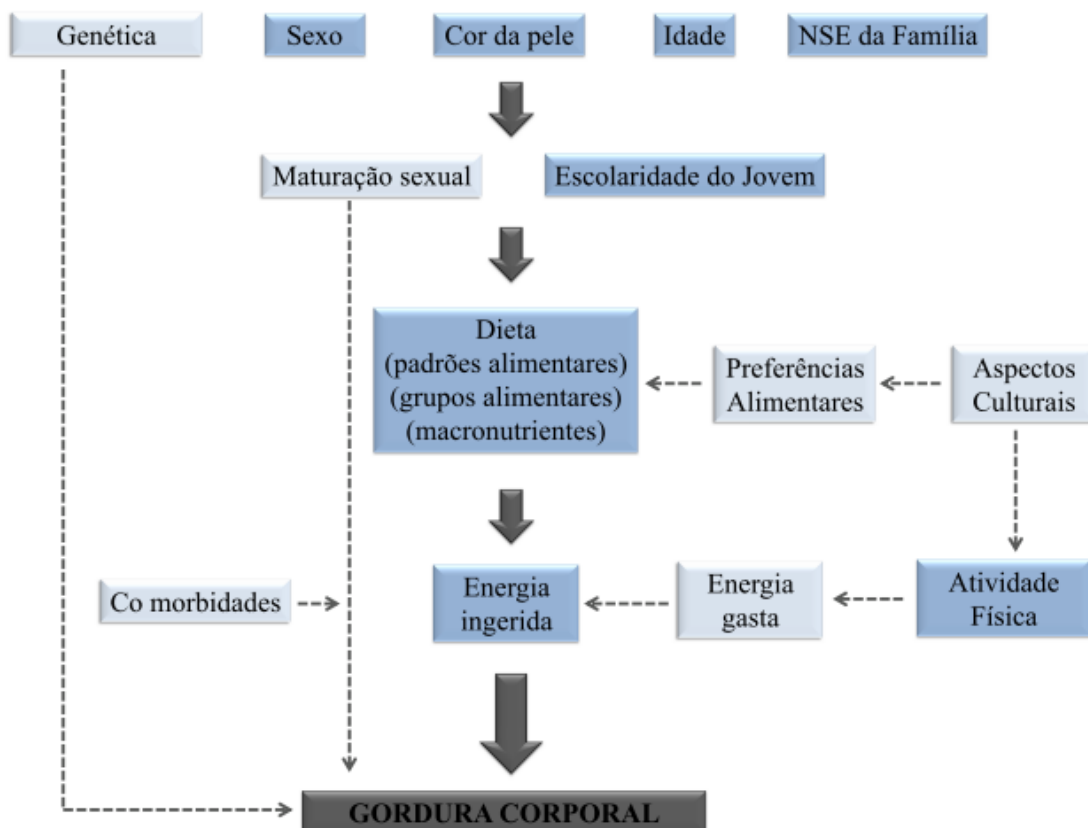 Genética
Sexo
Cor da pele
Idade
NSE da Família
Maturação sexual
Escolaridade do Jovem
Dieta
(padrões alimentares)
(grupos alimentares)
(macronutrientes)
Preferências
Alimentares
Aspectos
Culturais
Co morbidades
Energia
ingerida
Energia
gasta
Atividade
Física
GORDURA CORPORAL